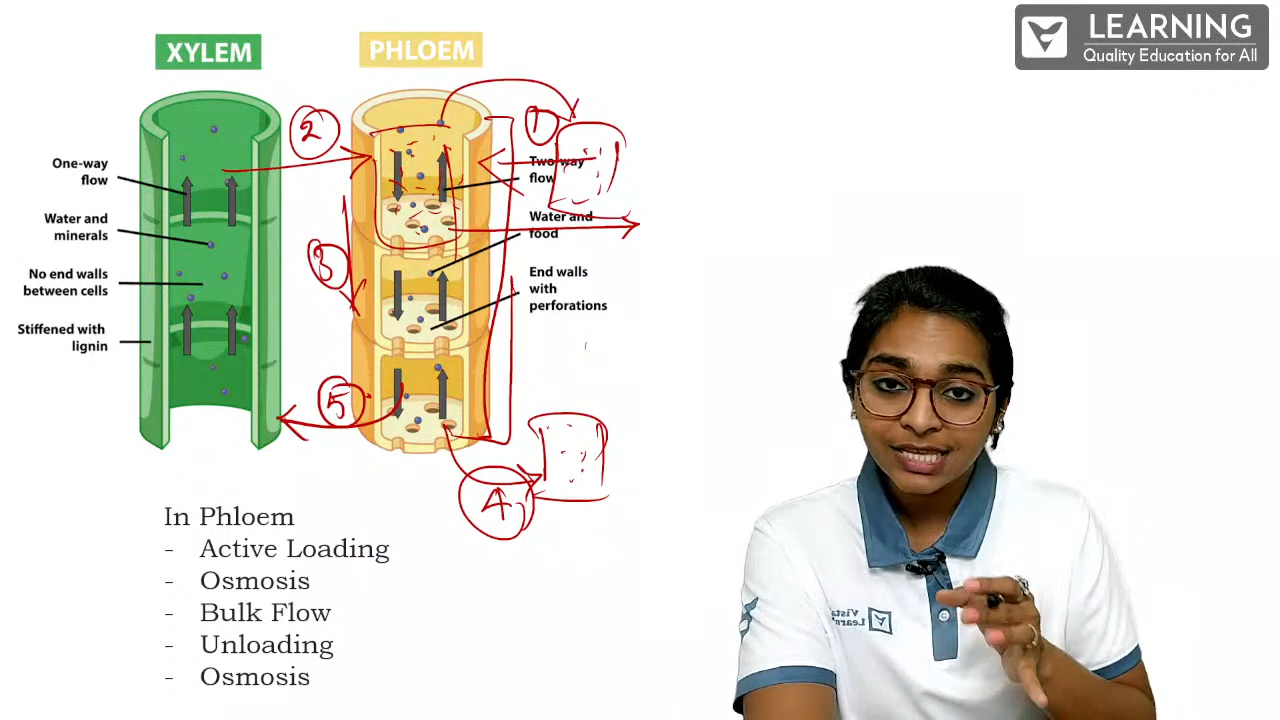 XYLEM
PHLOEM
LEARNING
Quality Education for All
One-way
flow
Water and
minerals
No end walls
between cells
Stiffened with
lignin
Two-way
flow
Water and
food
End walls
with
perforations
1
2
3
4
5
In Phloem
- Active Loading
- Osmosis
- Bulk Flow
- Unloading
- Osmosis
Vista
Learn